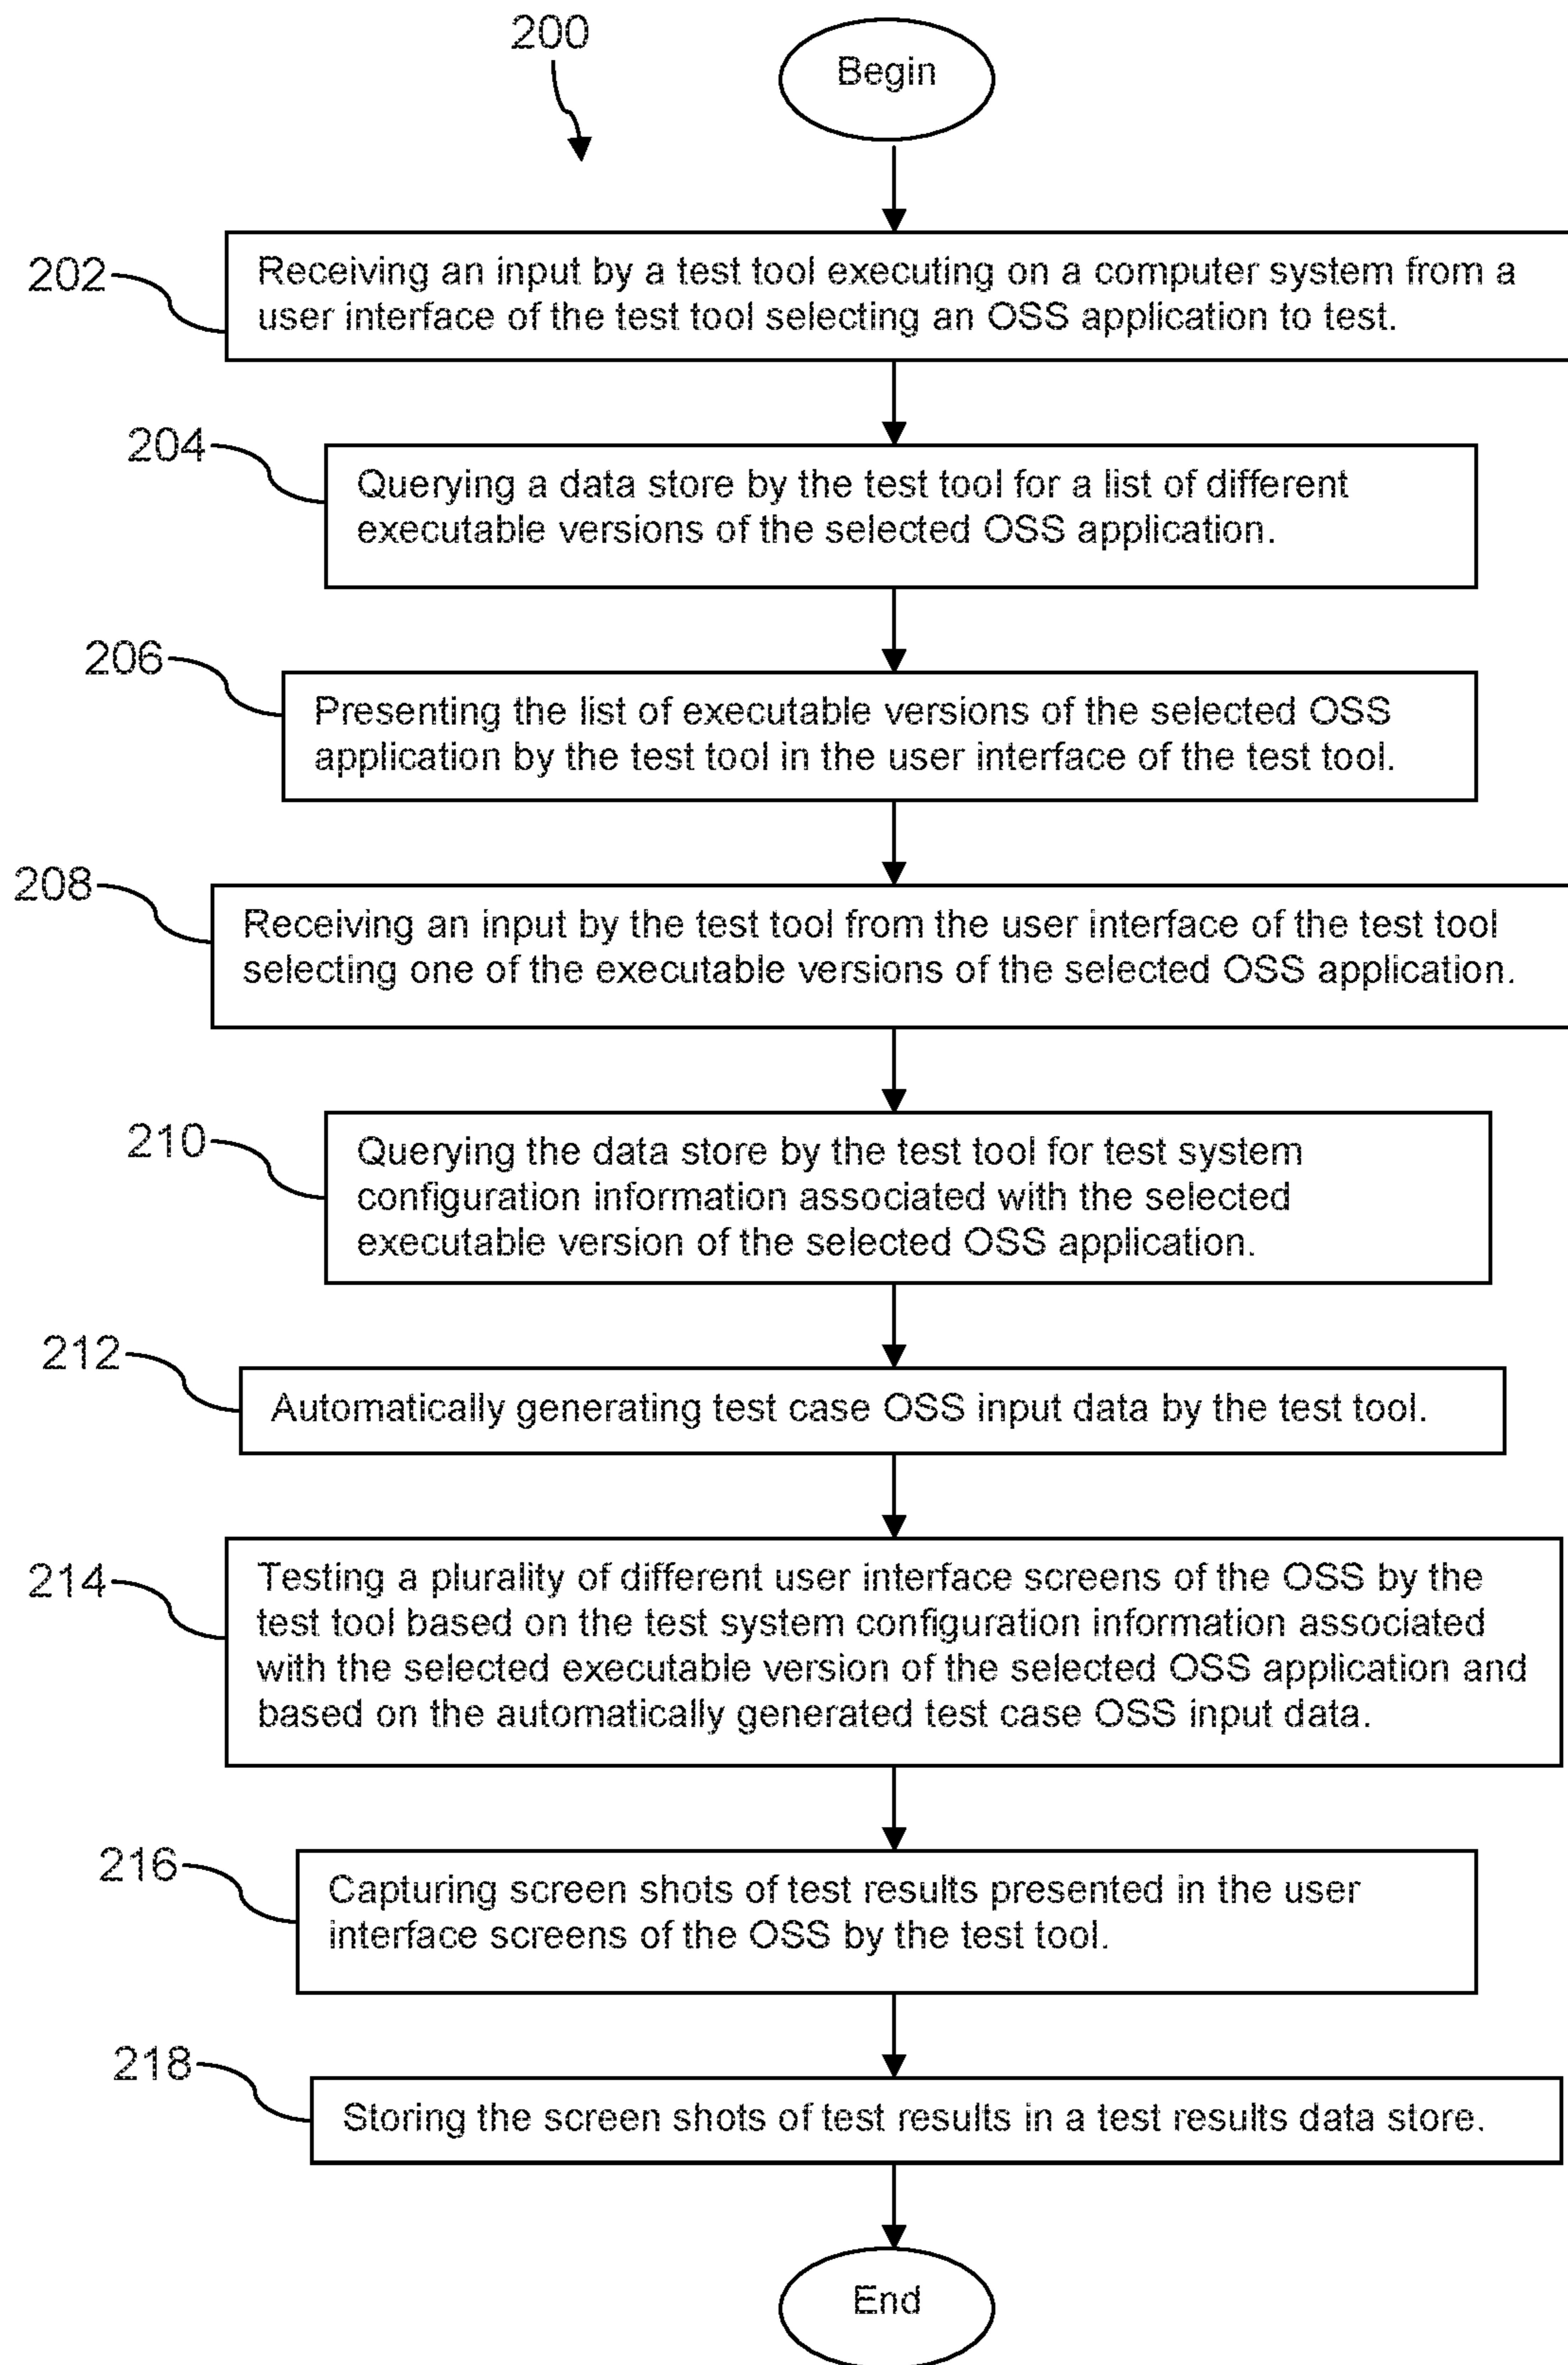 200
Begin
202
Receiving an input by a test tool executing on a computer system from a
user interface of the test tool selecting an OSS application to test.
204
Querying a data store by the test tool for a list of different
executable versions of the selected OSS application.
206
Presenting the list of executable versions of the selected OSS
application by the test tool in the user interface of the test tool.
208
Receiving an input by the test tool from the user interface of the test tool
selecting one of the executable versions of the selected OSS application.
210
Querying the data store by the test tool for test system
configuration information associated with the selected
executable version of the selected OSS application.
212
Automatically generating test case OSS input data by the test tool.
214
Testing a plurality of different user interface screens of the OSS by the
test tool based on the test system configuration information associated
with the selected executable version of the selected OSS application and
based on the automatically generated test case OSS input data.
216
Capturing screen shots of test results presented in the user
interface screens of the OSS by the test tool.
218
Storing the screen shots of test results in a test results data store.
End